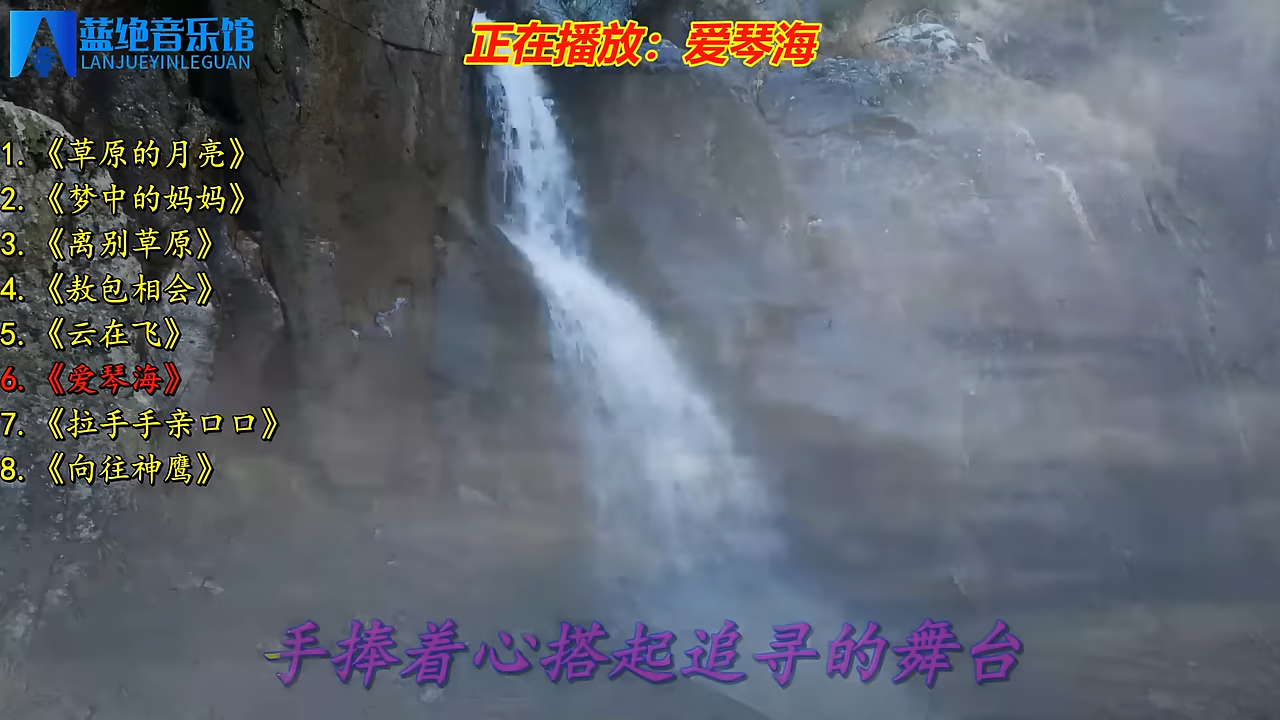 蓝绝音乐馆
LANJUEYINLEGUAN
正在播放：爱琴海
1.《草原的月亮》
2.《梦中的妈妈》
3.《离别草原》
4.《敖包相会》
5.《云在飞》
6.《爱琴海》
7.《拉手手亲口口》
8.《向往神鹰》
手捧着心搭起追寻的舞台